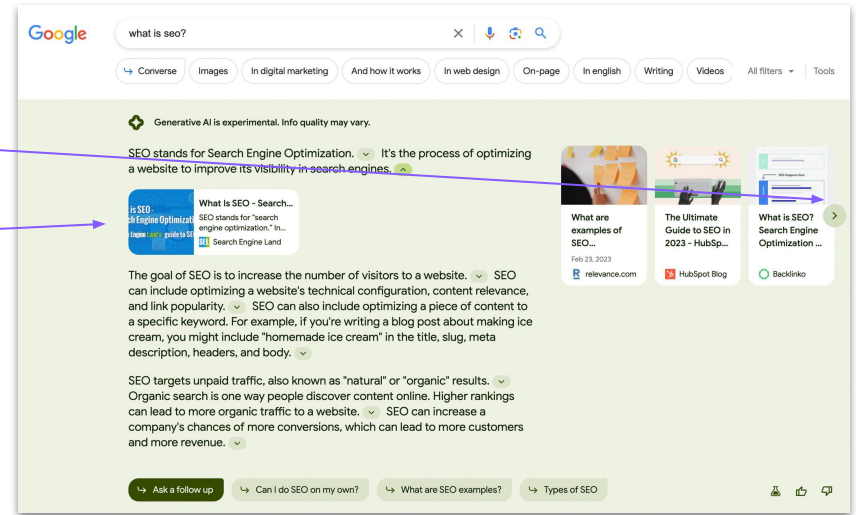 Google
what is seo?
Converse
Images
In digital marketing
And how it works
In web design
On-page
In english
Writing
Videos
All filters
Tools
Generative AI is experimental. Info quality may vary.
SEO stands for Search Engine Optimization. It's the process of optimizing
a website to improve its visibility in search engines.
t is SEO -
ch Engine Optimizati
h Engine Land's guide to SE
What Is SEO - Search...
SEO stands for "search
engine optimization." In...
Search Engine Land
The goal of SEO is to increase the number of visitors to a website. SEO
can include optimizing a website's technical configuration, content relevance,
and link popularity. SEO can also include optimizing a piece of content to
a specific keyword. For example, if you're writing a blog post about making ice
cream, you might include "homemade ice cream" in the title, slug, meta
description, headers, and body.
SEO targets unpaid traffic, also known as "natural" or "organic" results.
Organic search is one way people discover content online. Higher rankings
can lead to more organic traffic to a website. SEO can increase a
company's chances of more conversions, which can lead to more customers
and more revenue.
What are
examples of
SEO...
Feb 23, 2023
relevance.com
The Ultimate
Guide to SEO in
2023 - HubSp...
HubSpot Blog
What is SEO?
Search Engine
Optimization ...
Backlinko
Ask a follow up
Can I do SEO on my own?
What are SEO examples?
Types of SEO